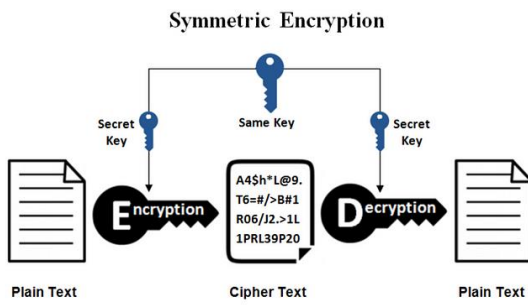 Symmetric Encryption
Secret
Key
Same Key
Secret
Key
A4$h*L@9.
T6=#/>B#1
R06/J2.>1L
1PRL39P20
Encryption
Decryption
Plain Text
Cipher Text
Plain Text